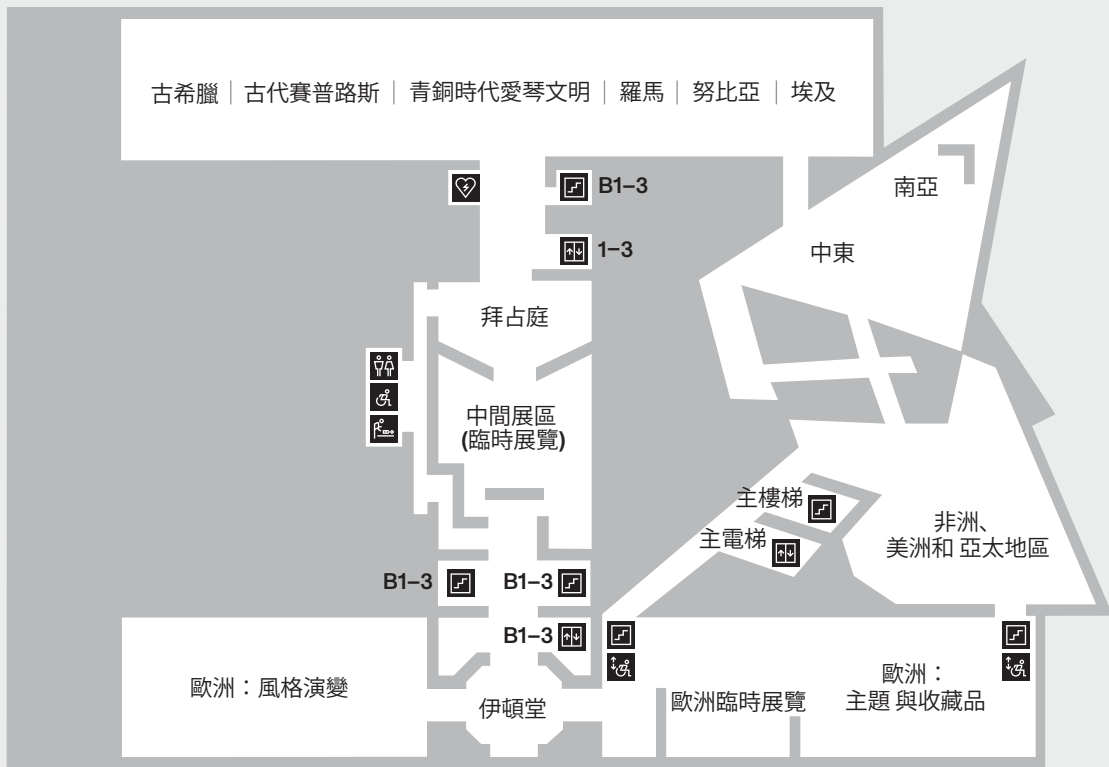 古希臘 | 古代賽普路斯 | 青銅時代愛琴文明 | 羅馬 | 努比亞 | 埃及
B1–3
南亞
1–3
中東
拜占庭
中間展區
(臨時展覽)
主樓梯
主電梯
非洲、
美洲和 亞太地區
B1–3
B1–3
B1–3
歐洲：風格演變
伊頓堂
歐洲臨時展覽
歐洲：
主題 與收藏品